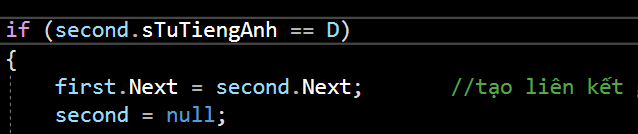 if (second.sTuTiengAnh == D)
{
first.Next = second.Next; //tạo liên kết
second = null;